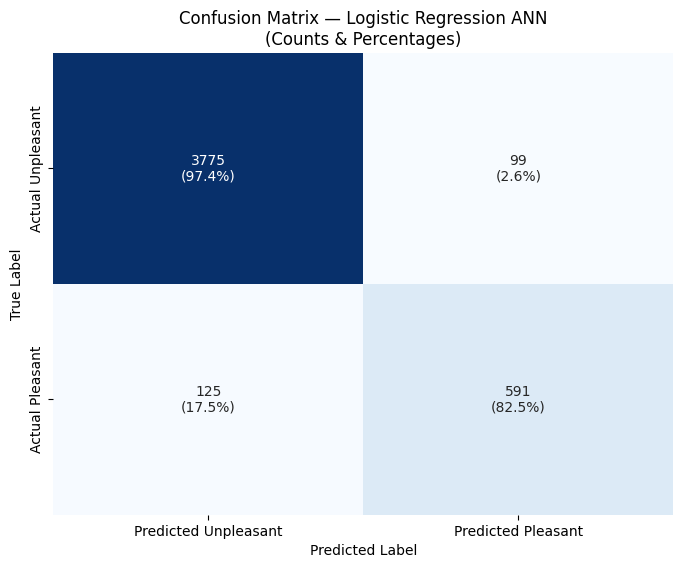 Confusion Matrix — Logistic Regression ANN
(Counts & Percentages)
True Label
Actual Unpleasant
3775
(97.4%)
99
(2.6%)
Actual Pleasant
125
(17.5%)
591
(82.5%)
Predicted Unpleasant
Predicted Pleasant
Predicted Label